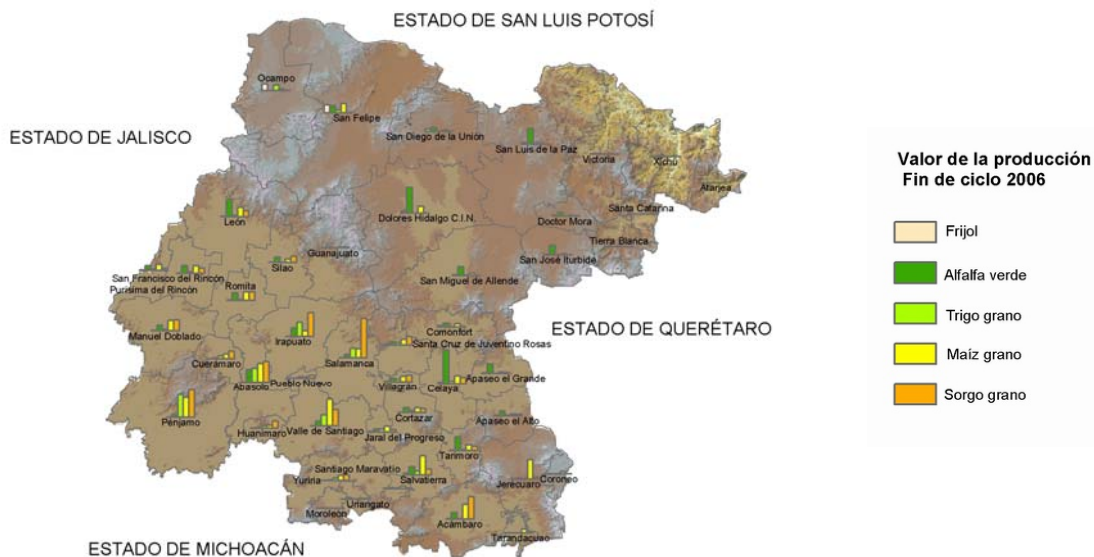 ESTADO DE SAN LUIS POTOSÍ
Ocampo
San Felipe
ESTADO DE JALISCO
San Diego de la Unión
San Luis de la Paz
Victoria
Xichú
Atarjea
León
Dolores Hidalgo C.I.N.
Santa Catarina
Doctor Mora
Tierra Blanca
Guanajuato
San José Iturbide
Silao
San Francisco del Rincón
Purísima del Rincón
Romita
San Miguel de Allende
Manuel Doblado
Irapuato
Comonfort
ESTADO DE QUERÉTARO
Santa Cruz de Juventino Rosas
Cuerámaro
Salamanca
Abasolo
Pueblo Nuevo
Villagrán
Celaya
Apaseo el Grande
Pénjamo
Huanímaro
Valle de Santiago
Cortazar
Apaseo el Alto
Jaral del Progreso
Tarimoro
Santiago Maravatío
Yuriria
Salvatierra
Jerecuaro
Coroneo
Uriangato
Moroleón
Acámbaro
Tarandacuao
ESTADO DE MICHOACÁN
Valor de la producción
Fin de ciclo 2006
Frijol
Alfalfa verde
Trigo grano
Maíz grano
Sorgo grano